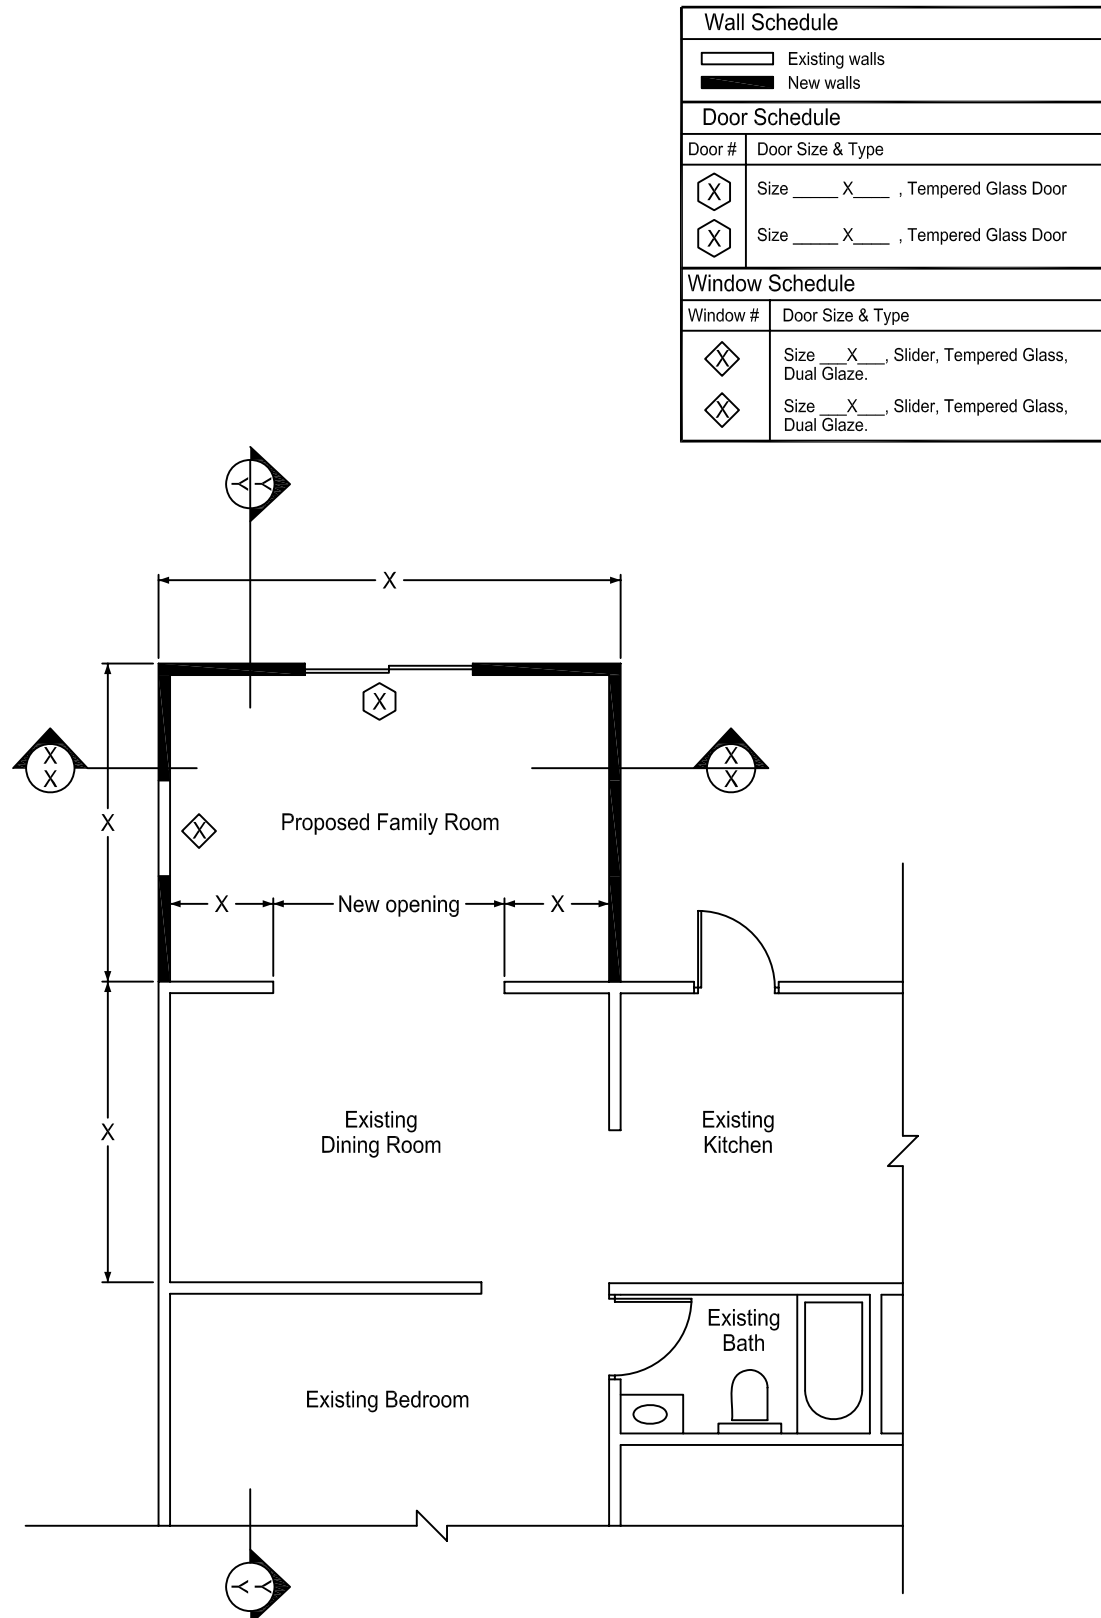 Wall Schedule
Existing walls
New walls
Door Schedule
Door # Door Size & Type
X Size _____ X____ , Tempered Glass Door
X Size _____ X____ , Tempered Glass Door
Window Schedule
Window # Door Size & Type
X Size ___X___, Slider, Tempered Glass,
Dual Glaze.
X Size ___X___, Slider, Tempered Glass,
Dual Glaze.
Y Y
X
X
X
X
X
X
X
Proposed Family Room
X
X
New opening
X
Existing
Dining Room
Existing
Kitchen
X
Existing
Bath
Existing Bedroom
Y Y